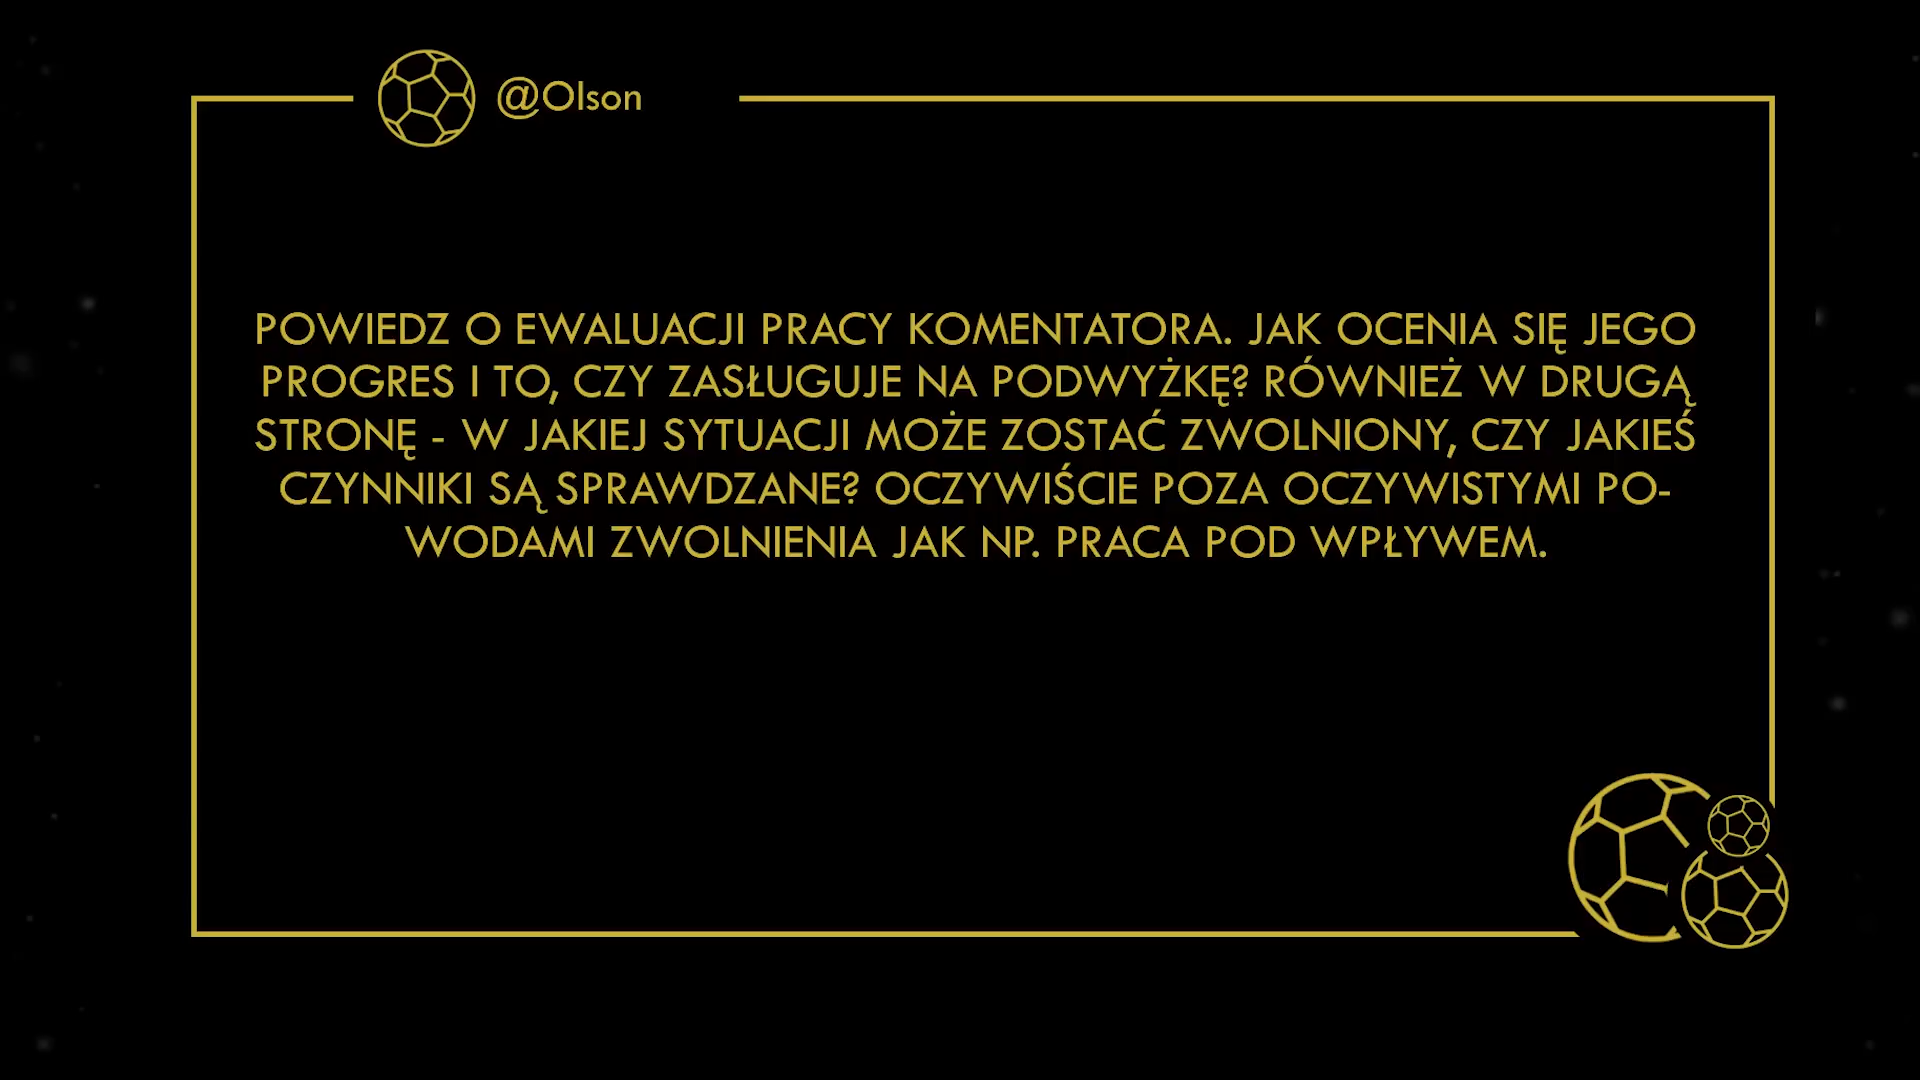 @Olson
POWIEDZ O EWALUACJI PRACY KOMENTATORA. JAK OCENIA SIĘ JEGO
PROGRES I TO, CZY ZASŁUGUJE NA PODWYŻKĘ? RÓWNIEŻ W DRUGĄ
STRONĘ - W JAKIEJ SYTUACJI MOŻE ZOSTAĆ ZWOLNIONY, CZY JAKIEŚ
CZYNNIKI SĄ SPRAWDZANE? OCZYWIŚCIE POZA OCZYWISTYMI PO-
WODAMI ZWOLNIENIA JAK NP. PRACA POD WPŁYWEM.